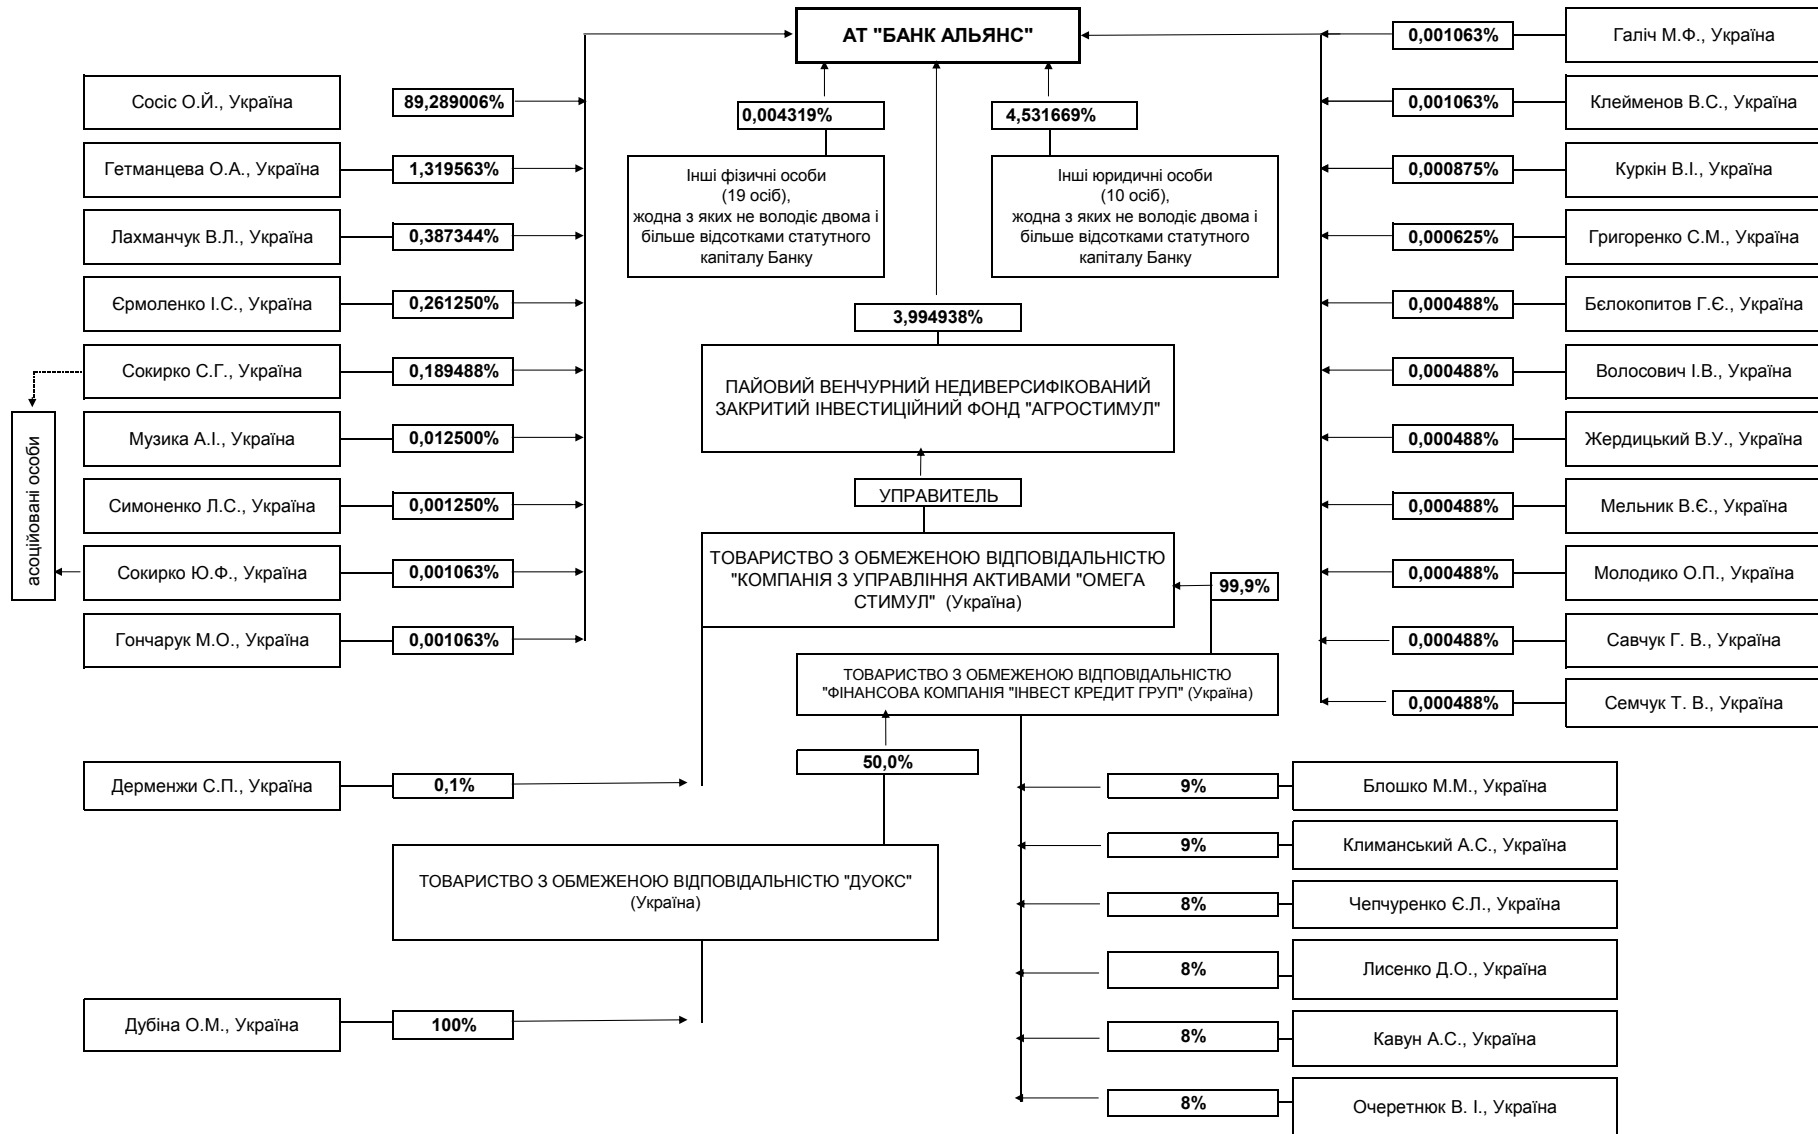 АТ "БАНК АЛЬЯНС"
Сосіс О.Й., Україна
89,289006%
Гетманцева О.А., Україна
1,319563%
Лахманчук В.Л., Україна
0,387344%
Єрмоленко І.С., Україна
0,261250%
Сокирко С.Г., Україна
0,189488%
Музика А.І., Україна
0,012500%
Симоненко Л.С., Україна
0,001250%
Сокирко Ю.Ф., Україна
0,001063%
Гончарук М.О., Україна
0,001063%
асоційовані особи
0,004319%
Інші фізичні особи
(19 осіб),
жодна з яких не володіє двома і
більше відсотками статутного
капіталу Банку
4,531669%
Інші юридичні особи
(10 осіб),
жодна з яких не володіє двома і
більше відсотками статутного
капіталу Банку
3,994938%
ПАЙОВИЙ ВЕНЧУРНИЙ НЕДИВЕРСИФІКОВАНИЙ
ЗАКРИТИЙ ІНВЕСТИЦІЙНИЙ ФОНД "АГРОСТИМУЛ"
УПРАВИТЕЛЬ
ТОВАРИСТВО З ОБМЕЖЕНОЮ ВІДПОВІДАЛЬНІСТЮ
"КОМПАНІЯ З УПРАВЛІННЯ АКТИВАМИ "ОМЕГА
СТИМУЛ" (Україна)
99,9%
ТОВАРИСТВО З ОБМЕЖЕНОЮ ВІДПОВІДАЛЬНІСТЮ
"ФІНАНСОВА КОМПАНІЯ "ІНВЕСТ КРЕДИТ ГРУП" (Україна)
50,0%
Дерменжи С.П., Україна
0,1%
ТОВАРИСТВО З ОБМЕЖЕНОЮ ВІДПОВІДАЛЬНІСТЮ "ДУОКС"
(Україна)
Дубіна О.М., Україна
100%
0,001063%
Галіч М.Ф., Україна
0,001063%
Клейменов В.С., Україна
0,000875%
Куркін В.І., Україна
0,000625%
Григоренко С.М., Україна
0,000488%
Бєлокопитов Г.Є., Україна
0,000488%
Волосович І.В., Україна
0,000488%
Жердицький В.У., Україна
0,000488%
Мельник В.Є., Україна
0,000488%
Молодико О.П., Україна
0,000488%
Савчук Г. В., Україна
0,000488%
Семчук Т. В., Україна
9%
Блошко М.М., Україна
9%
Климанський А.С., Україна
8%
Чепчуренко Є.Л., Україна
8%
Лисенко Д.О., Україна
8%
Кавун А.С., Україна
8%
Очеретнюк В. І., Україна